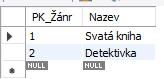 PK_Žánr Nazev
1 Svatá kniha
2 Detektivka
NULL NULL